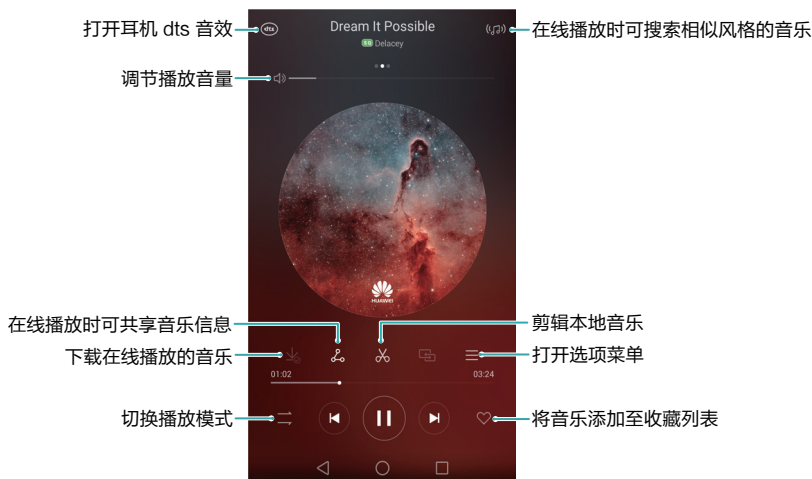 打开耳机 dts 音效
dts
Dream It Possible
在线播放时可搜索相似风格的音乐
SQ Delacey
调节播放音量
HUAWEI
在线播放时可共享音乐信息
剪辑本地音乐
下载在线播放的音乐
打开选项菜单
01:02
03:24
切换播放模式
将音乐添加至收藏列表